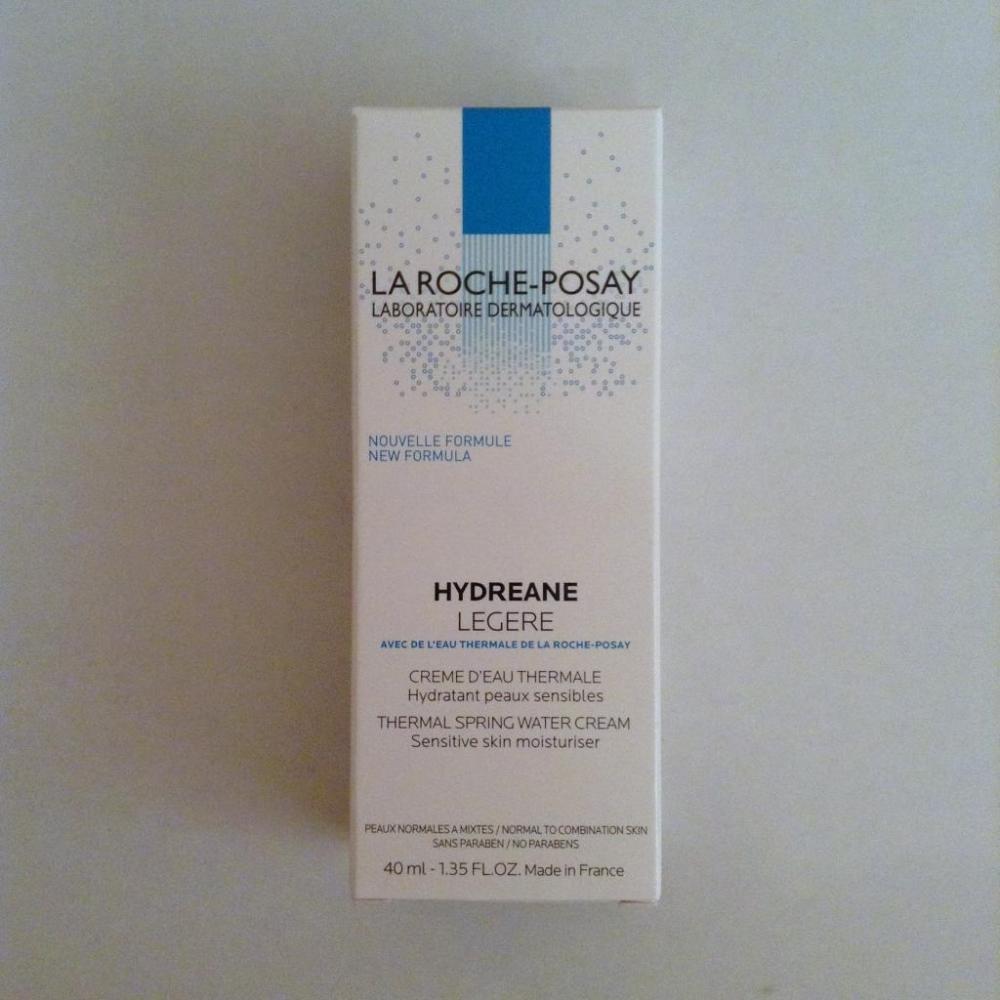 LA ROCHE-POSAY
LABORATOIRE DERMATOLOGIQUE
NOUVELLE FORMULE
NEW FORMULA
HYDREANE
LEGERE
AVEC DE L'EAU THERMALE DE LA ROCHE-POSAY
CREME D'EAU THERMALE
Hydratant peaux sensibles
THERMAL SPRING WATER CREAM
Sensitive skin moisturiser
PEAUX NORMALES A MIXTES / NORMAL TO COMBINATION SKIN
SANS PARABEN / NO PARABENS
40 ml - 1.35 FL.OZ. Made in France